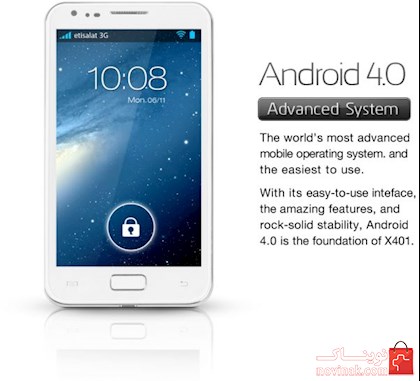 etisalat 3G
10:08
Mon.06/11
Android 4.0
Advanced System
The world's most advanced
mobile operating system. and
the easiest to use.
With its easy-to-use inteface,
the amazing features, and
rock-solid stability, Android
4.0 is the foundation of X401.
نوینـاک
novinak.com